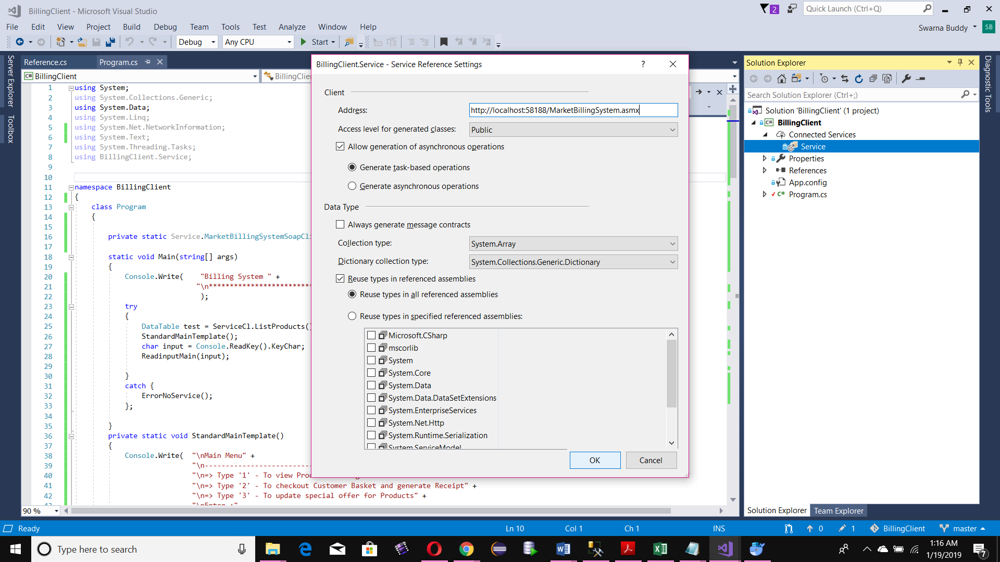 BillingClient - Microsoft Visual Studio
2
Quick Launch (Ctrl+Q)
File Edit View Project Build Debug Team Tools Test Analyze Window Help
Swarna Buddy SB
Debug Any CPU Start
Server Explorer
Toolbox
Reference.cs Program.cs
BillingClient
1 using System;
2 using System.Collections.Generic;
3 using System.Data;
4 using System.Linq;
5 using System.Net.NetworkInformation;
6 using System.Text;
7 using System.Threading.Tasks;
8 using BillingClient.Service;
9
10
11 namespace BillingClient
12 {
13 class Program
14 {
15
16 private static Service.MarketBillingSystemSoapCli
17
18 static void Main(string[] args)
19 {
20 Console.Write( "Billing System " +
21 "\n*************************
22 );
23 try
24 {
25 DataTable test = ServiceCl.ListProducts()
26 StandardMainTemplate();
27 char input = Console.ReadKey().KeyChar;
28 ReadinputMain(input);
29
30 }
31 catch {
32 ErrorNoService();
33 };
34
35 }
36 private static void StandardMainTemplate()
37 {
38 Console.Write( "\nMain Menu" +
39 "\n-------------------------
40 "\n=> Type '1' - To view
41 "\n=> Type '2' - To checkout Customer Basket and generate Receipt" +
42 "\n=> Type '3' - To update special offer for Products" +
90 %
BillingClient.Service - Service Reference Settings ?
Client
Address: http://localhost:58188/MarketBillingSystem.asmx
Access level for generated classes: Public
Allow generation of asynchronous operations
Generate task-based operations
Generate asynchronous operations
Data Type
Always generate message contracts
Collection type: System.Array
Dictionary collection type: System.Collections.Generic.Dictionary
Reuse types in referenced assemblies
Reuse types in all referenced assemblies
Reuse types in specified referenced assemblies:
Microsoft.CSharp
mscorlib
System
System.Core
System.Data
System.Data.DataSetExtensions
System.EnterpriseServices
System.Net.Http
System.Runtime.Serialization
System.ServiceModel
OK Cancel
Solution Explorer
Search Solution Explorer (Ctrl+;)
Solution 'BillingClient' (1 project)
C# BillingClient
Connected Services
Service
Properties
References
App.config
C# Program.cs
Solution Explorer Team Explorer
Diagnostic Tools
Ready Ln 10 Col 1 Ch 1 INS 0 1 BillingClient master
Type here to search
1:16 AM
1/19/2019
7